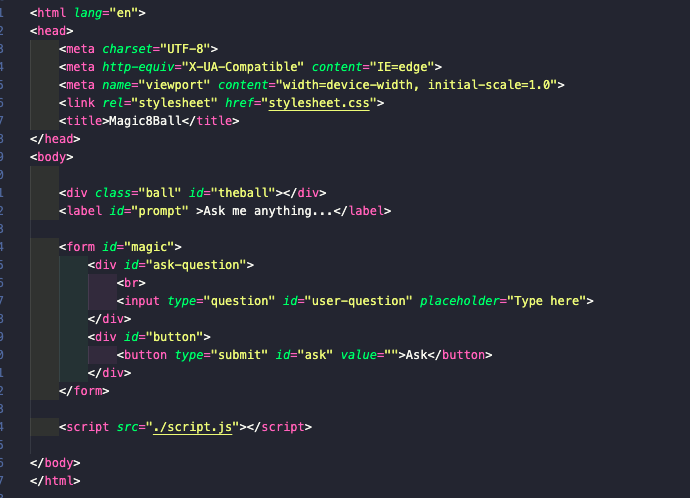 <html lang="en">
<head>
<meta charset="UTF-8">
<meta http-equiv="X-UA-Compatible" content="IE=edge">
<meta name="viewport" content="width=device-width, initial-scale=1.0">
<link rel="stylesheet" href="stylesheet.css">
<title>Magic8Ball</title>
</head>
<body>
<div class="ball" id="theball"></div>
<label id="prompt" >Ask me anything...</label>
<form id="magic">
<div id="ask-question">
<br>
<input type="question" id="user-question" placeholder="Type here">
</div>
<div id="button">
<button type="submit" id="ask" value="">Ask</button>
</div>
</form>
<script src="./script.js"></script>
</body>
</html>